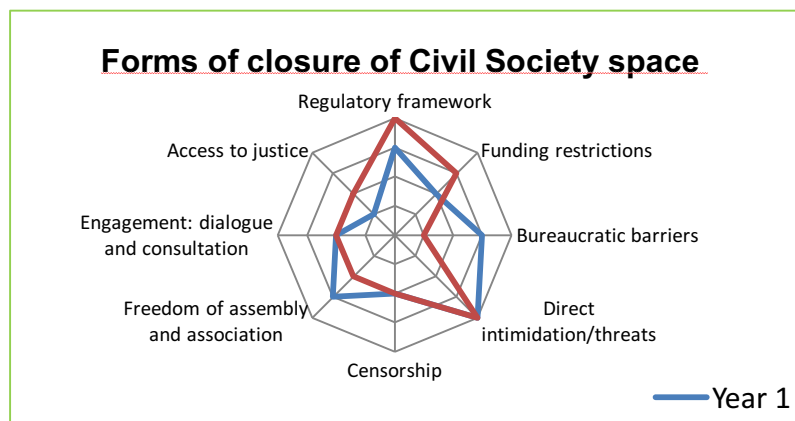 Forms of closure of Civil Society space
Regulatory framework
Access to justice
Funding restrictions
Engagement: dialogue
and consultation
Bureaucratic barriers
Freedom of assembly
and association
Direct
intimidation/threats
Censorship
Year 1